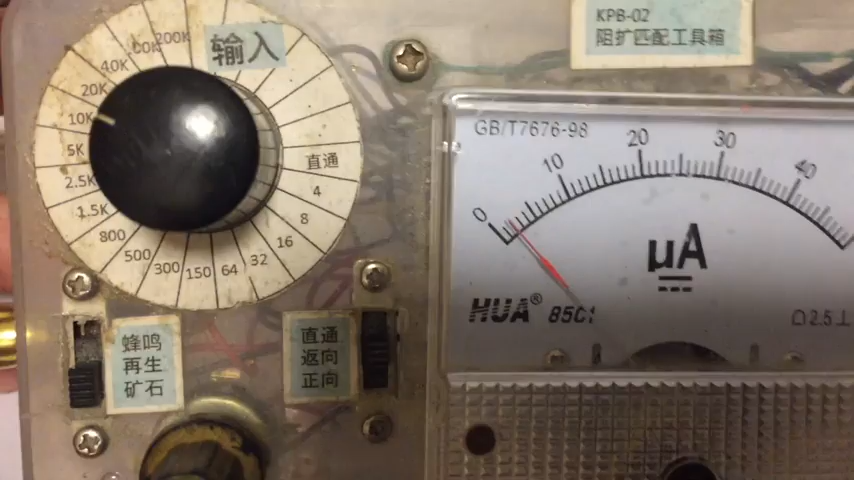 KPB-02
阻扩匹配工具箱
输入
200K
40K
20K
10K
5K
2.5K
1.5K
800
500
300
150
64
32
16
8
4
直通
GB/T7676-98
0
10
20
30
40
μA
HUA®
Ω2.5⊥
蜂鸣
再生
矿石
直通
返向
正向